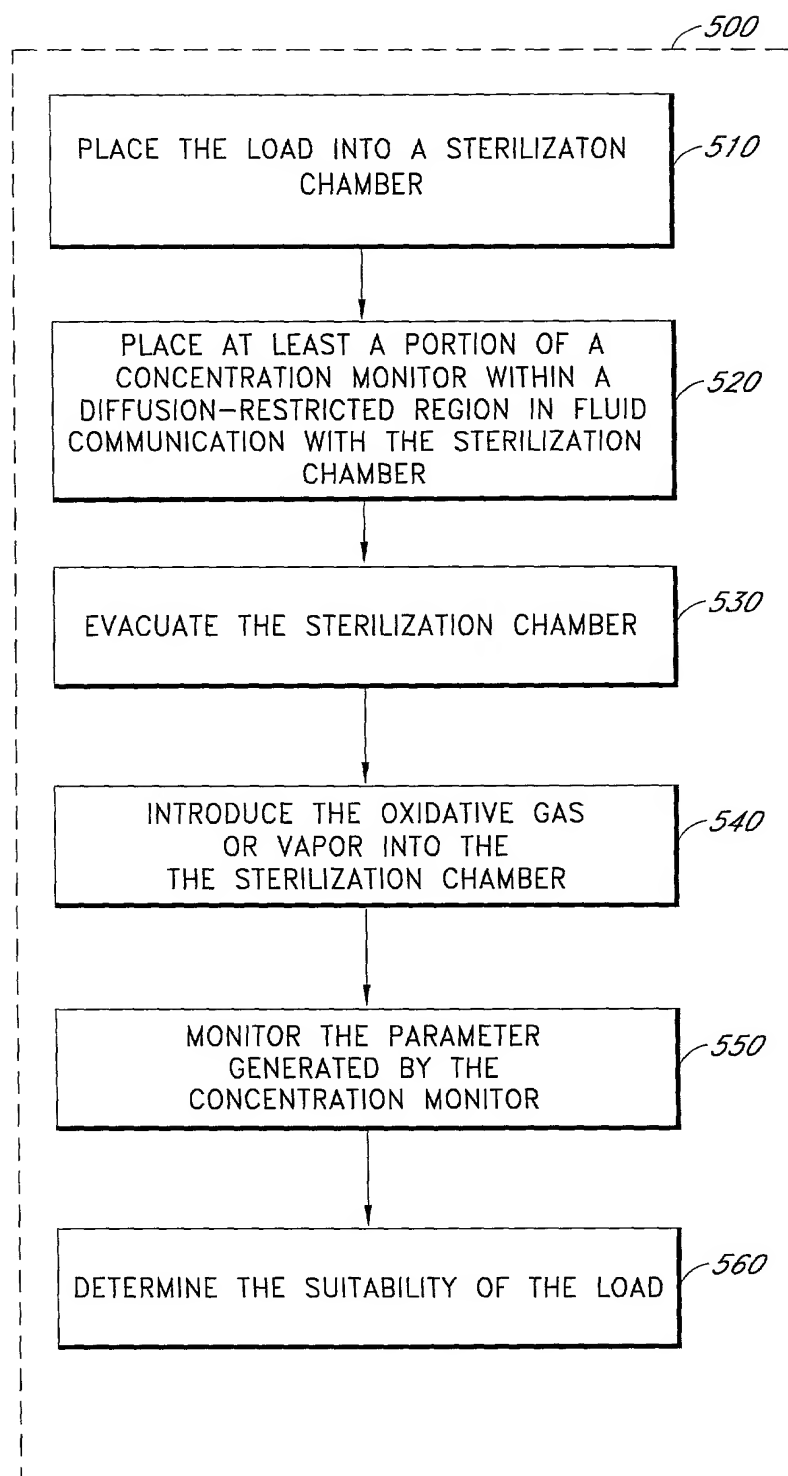 500
PLACE THE LOAD INTO A STERILIZATON
CHAMBER
510
PLACE AT LEAST A PORTION OF A
CONCENTRATION MONITOR WITHIN A
DIFFUSION-RESTRICTED REGION IN FLUID
COMMUNICATION WITH THE STERILIZATION
CHAMBER
520
EVACUATE THE STERILIZATION CHAMBER
530
INTRODUCE THE OXIDATIVE GAS
OR VAPOR INTO THE
THE STERILIZATION CHAMBER
540
MONITOR THE PARAMETER
GENERATED BY THE
CONCENTRATION MONITOR
550
DETERMINE THE SUITABILITY OF THE LOAD
560